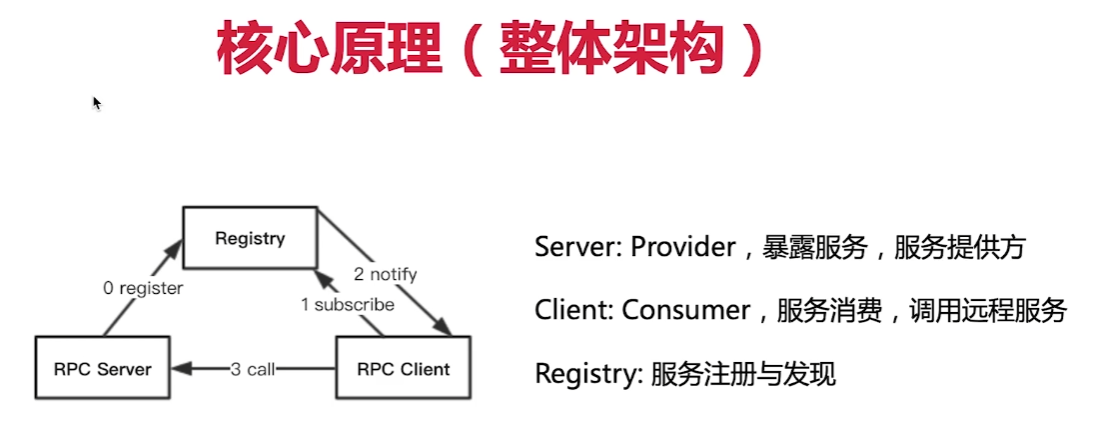 核心原理（整体架构）
Registry
2 notify
0 register
1 subscribe
RPC Server
3 call
RPC Client
Server: Provider，暴露服务，服务提供方
Client: Consumer，服务消费，调用远程服务
Registry: 服务注册与发现